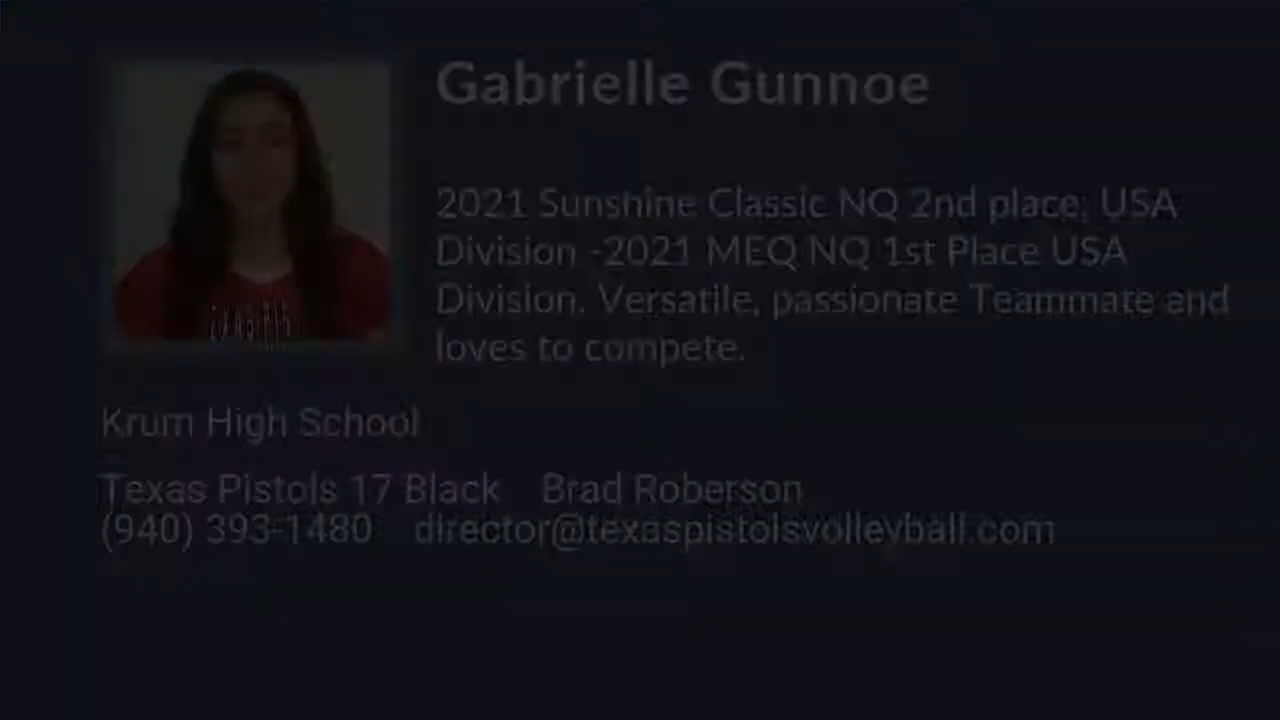 Gabrielle Gunnoe
2021 Sunshine Classic NQ 2nd place; USA
Division -2021 MEQ NQ 1st Place USA
Division. Versatile, passionate Teammate and
loves to compete.
Krum High School
Texas Pistols 17 Black Brad Roberson
(940) 393-1480 director@texaspistolsvolleyball.com